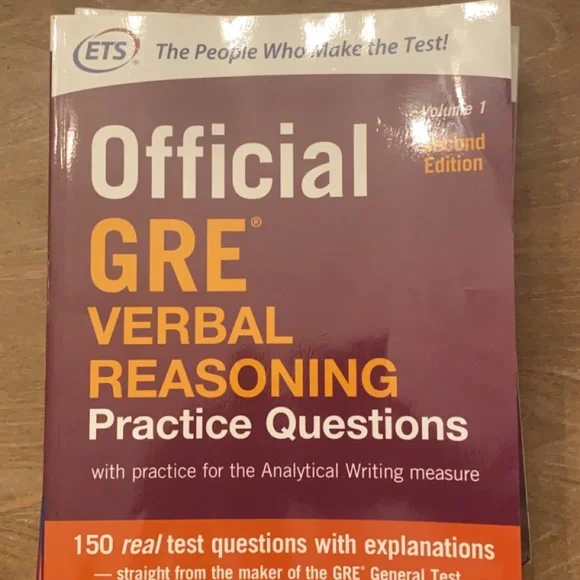 ETS® The People Who Make the Test!
Volume 1
Second
Edition
Official
GRE®
VERBAL
REASONING
Practice Questions
with practice for the Analytical Writing measure
150 real test questions with explanations
— straight from the maker of the GRE® General Test